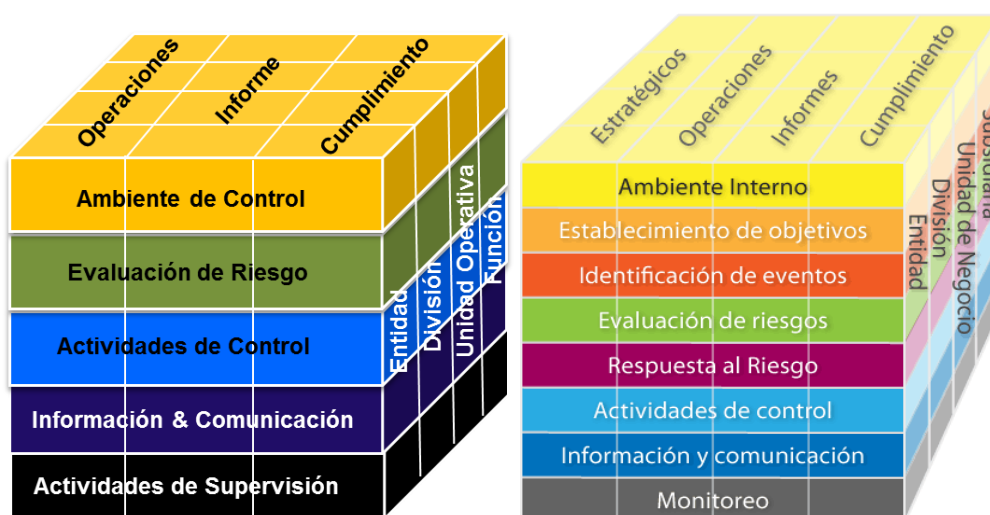 Operaciones
Informe
Cumplimiento
Ambiente de Control
Evaluación de Riesgo
Actividades de Control
Información & Comunicación
Actividades de Supervisión
Entidad
División
Unidad Operativa
Función
Estratégicos
Operaciones
Informes
Cumplimiento
Ambiente Interno
Establecimiento de objetivos
Identificación de eventos
Evaluación de riesgos
Respuesta al Riesgo
Actividades de control
Información y comunicación
Monitoreo
Entidad
División
Unidad de Negocio
Subsidiaria